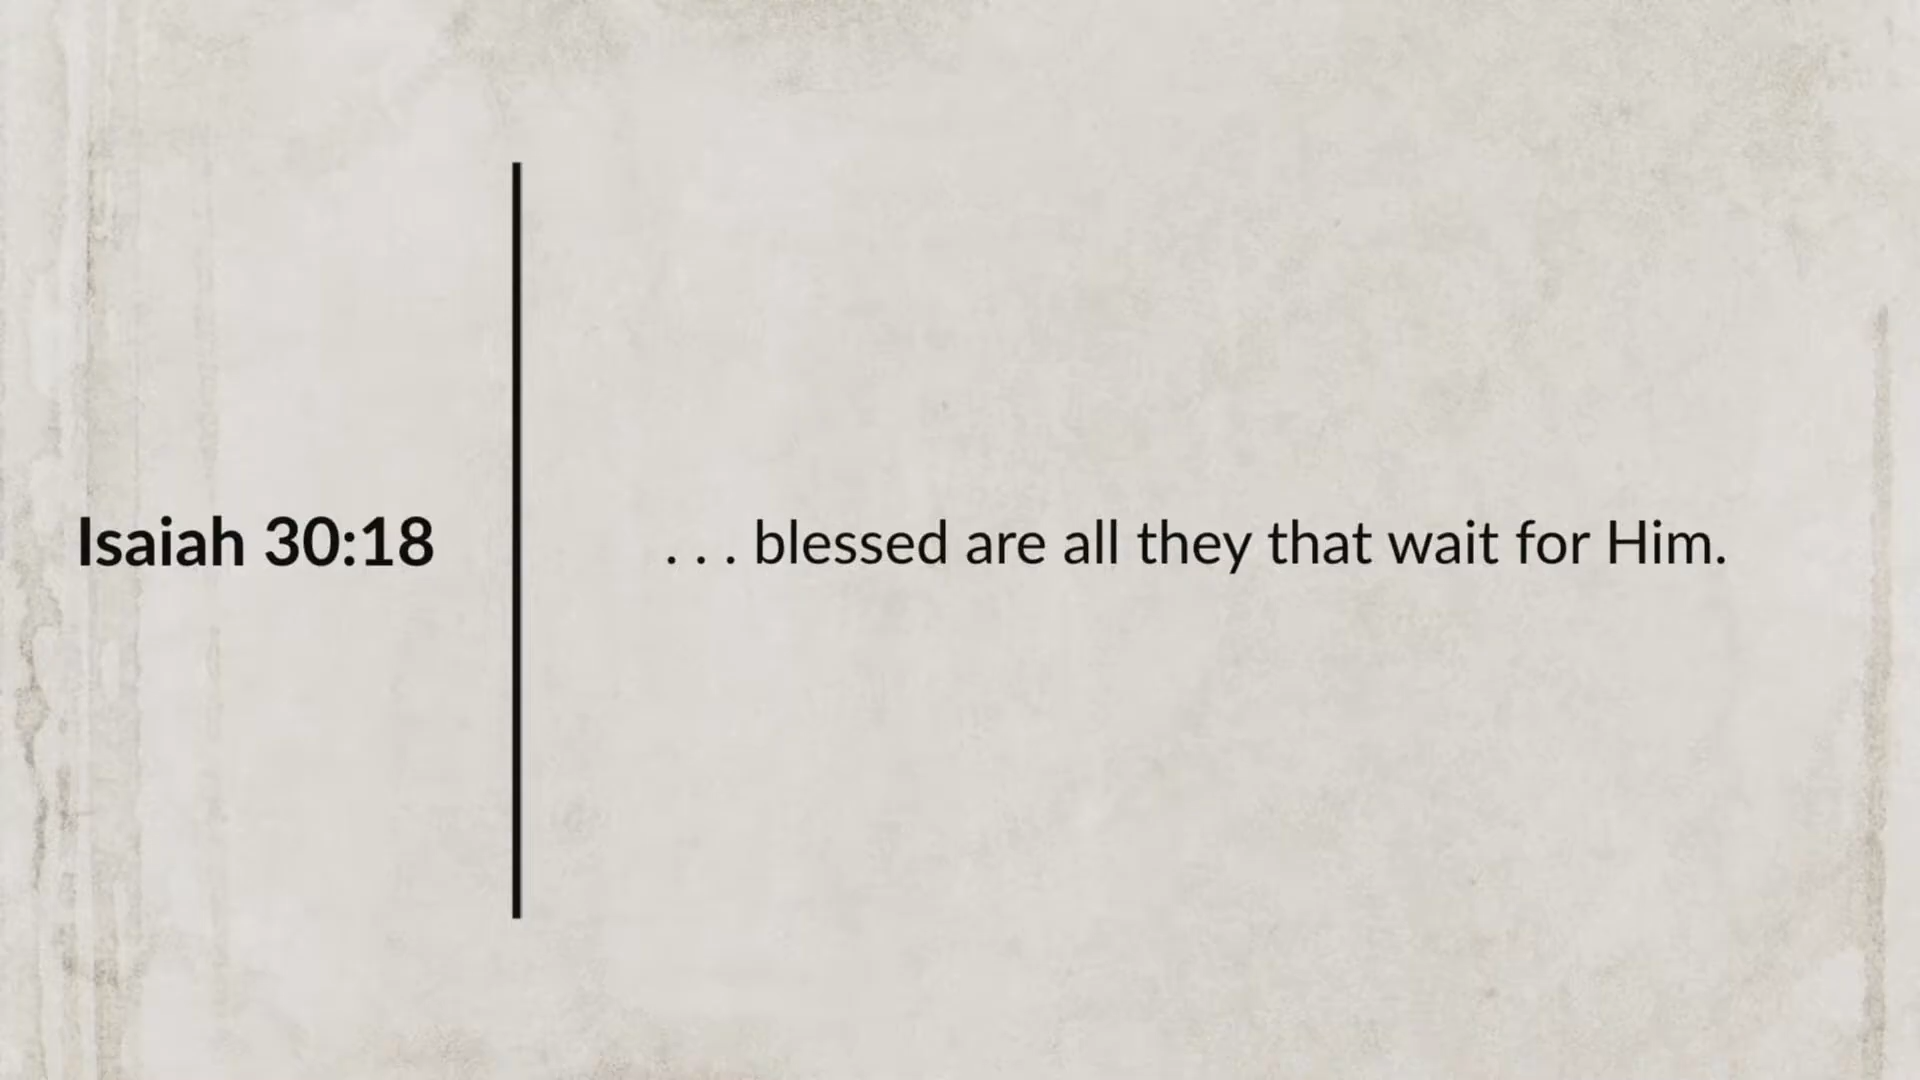 Isaiah 30:18
. . . blessed are all they that wait for Him.